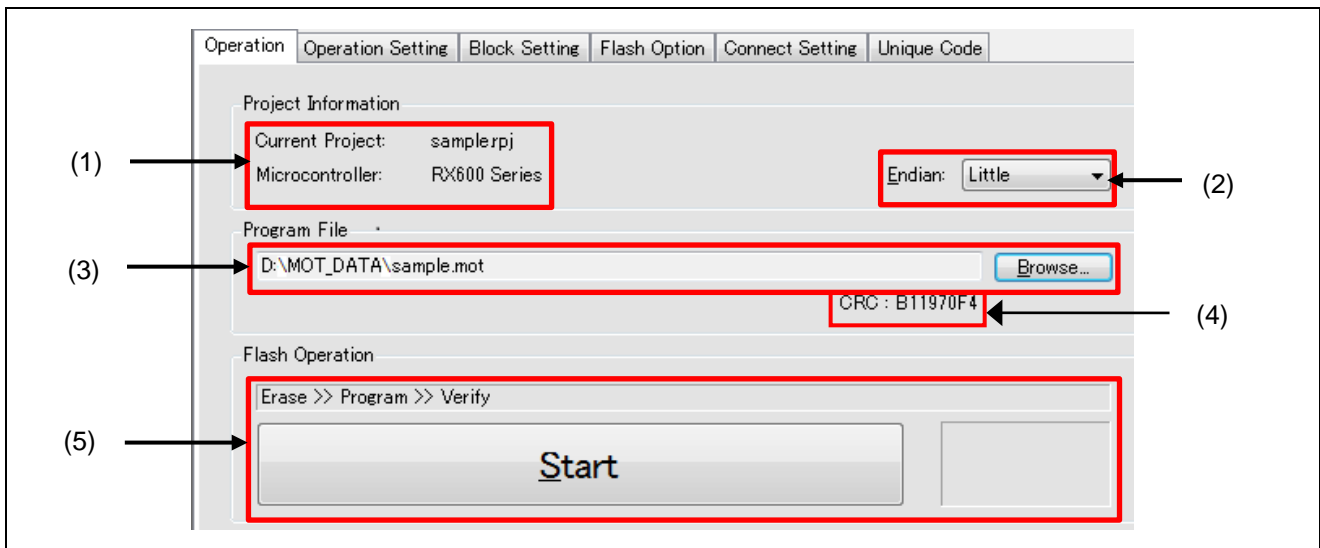 Operation Operation Setting Block Setting Flash Option Connect Setting Unique Code
Project Information
(1)
Current Project: sample.rpj
Microcontroller: RX600 Series
Endian: Little
(2)
Program File
(3)
D:\MOT_DATA\sample.mot
Browse...
CRC : B11970F4
(4)
Flash Operation
Erase >> Program >> Verify
(5)
Start